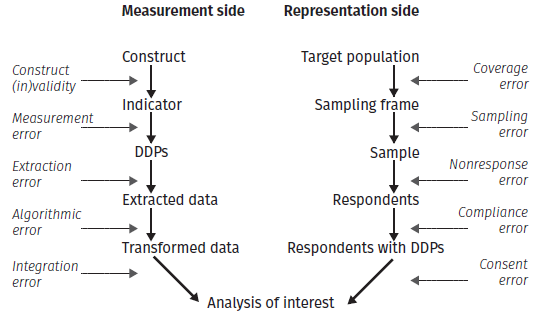 Measurement side Representation side
Construct Target population
Construct
(in)validity
Coverage
error
Indicator Sampling frame
Measurement
error
Sampling
error
DDPs Sample
Extraction
error
Nonresponse
error
Extracted data Respondents
Algorithmic
error
Compliance
error
Transformed data Respondents with DDPs
Integration
error
Consent
error
Analysis of interest